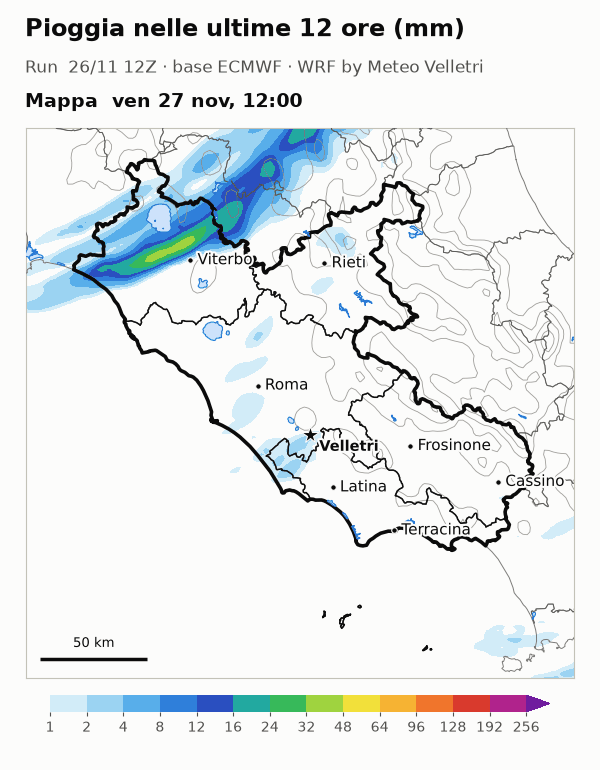 Pioggia nelle ultime 12 ore (mm)
Run  26/11 12Z · base ECMWF · WRF by Meteo Velletri
Mappa  ven 27 nov, 12:00
Viterbo
Rieti
Roma
Velletri
Frosinone
Cassino
Latina
Terracina
50 km
1 2 4 8 12 16 24 32 48 64 96 128 192 256